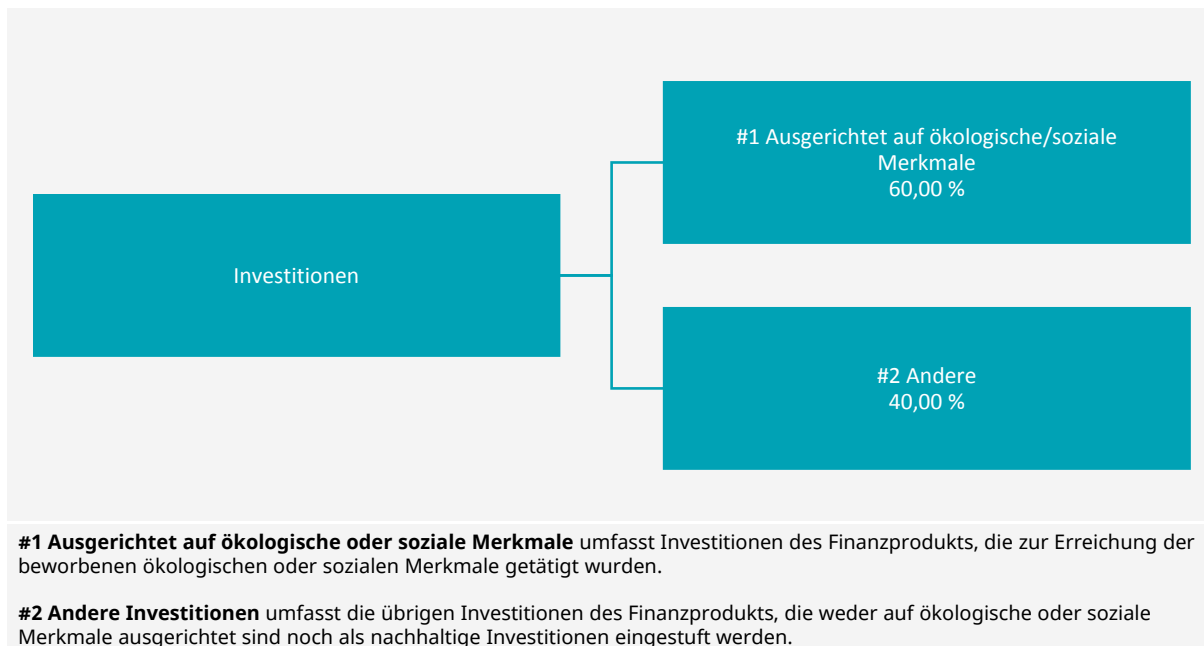 #1 Ausgerichtet auf ökologische/soziale
Merkmale
60,00 %
Investitionen
#2 Andere
40,00 %
#1 Ausgerichtet auf ökologische oder soziale Merkmale umfasst Investitionen des Finanzprodukts, die zur Erreichung der
beworbenen ökologischen oder sozialen Merkmale getätigt wurden.
#2 Andere Investitionen umfasst die übrigen Investitionen des Finanzprodukts, die weder auf ökologische oder soziale
Merkmale ausgerichtet sind noch als nachhaltige Investitionen eingestuft werden.